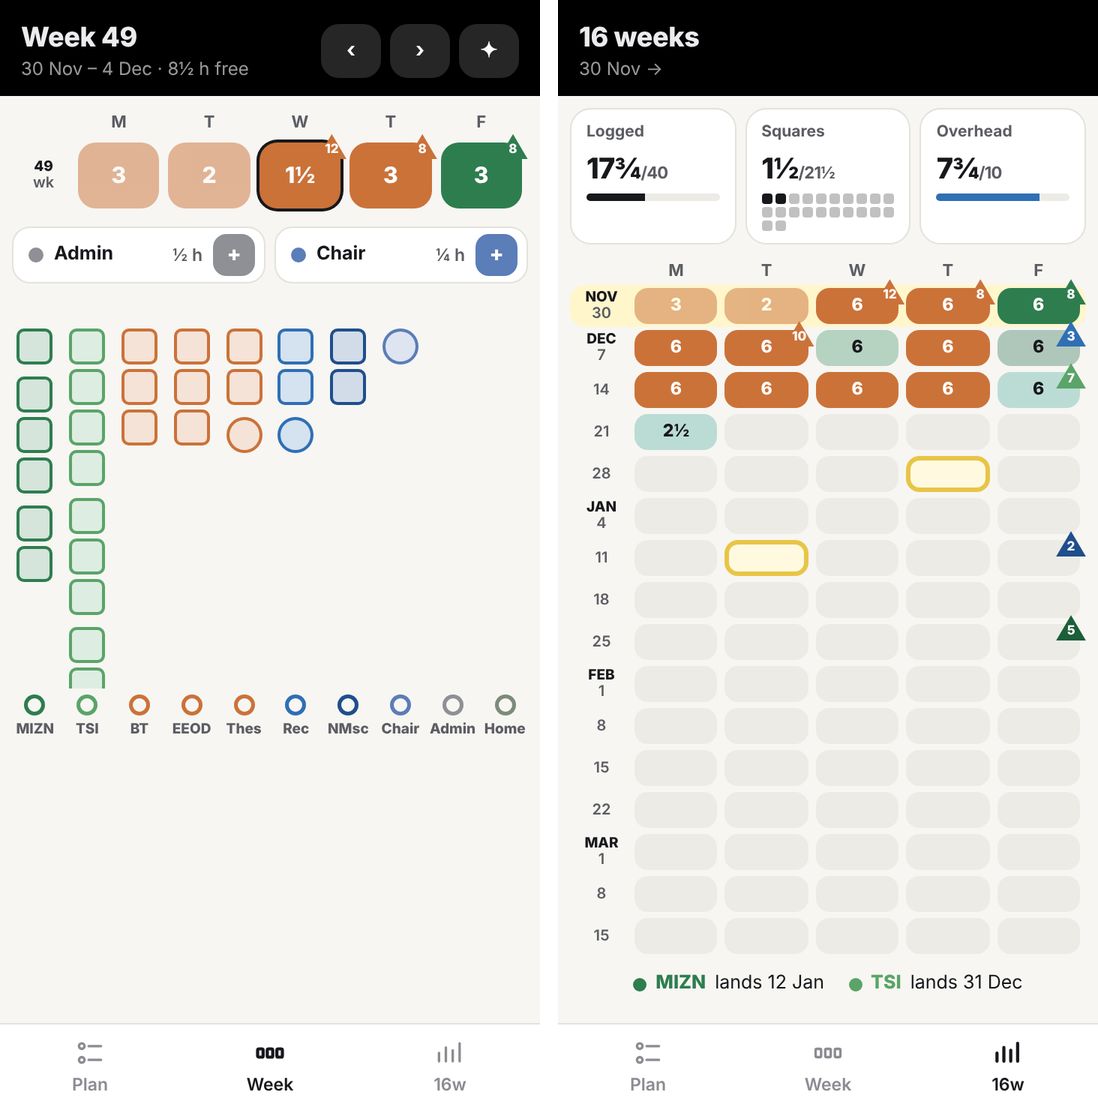 Week 49
30 Nov – 4 Dec · 8½ h free
‹ › ✦
M T W T F
49 wk 3 2 1½ 12 3 8 3 8
Admin ½ h + Chair ¼ h +
MIZN TSI BT EEOD Thes Rec NMsc Chair Admin Home
Plan Week 16w
16 weeks
30 Nov →
Logged Squares Overhead
17¾/40 1½/21½ 7¾/10
M T W T F
NOV 30 3 2 6 12 6 8 6 8
DEC 7 6 6 10 6 6 6 3
14 6 6 6 6 6 7
21 2½
28
JAN 4
11 2
18
25 5
FEB 1
8
15
22
MAR 1
8
15
MIZN lands 12 Jan TSI lands 31 Dec
Plan Week 16w